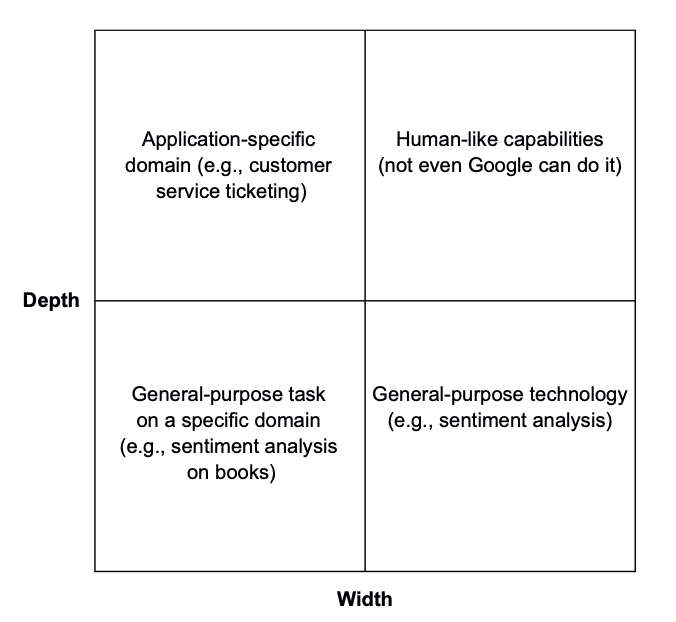 Application-specific
domain (e.g., customer
service ticketing)
Human-like capabilities
(not even Google can do it)
Depth
General-purpose task
on a specific domain
(e.g., sentiment analysis
on books)
General-purpose technology
(e.g., sentiment analysis)
Width